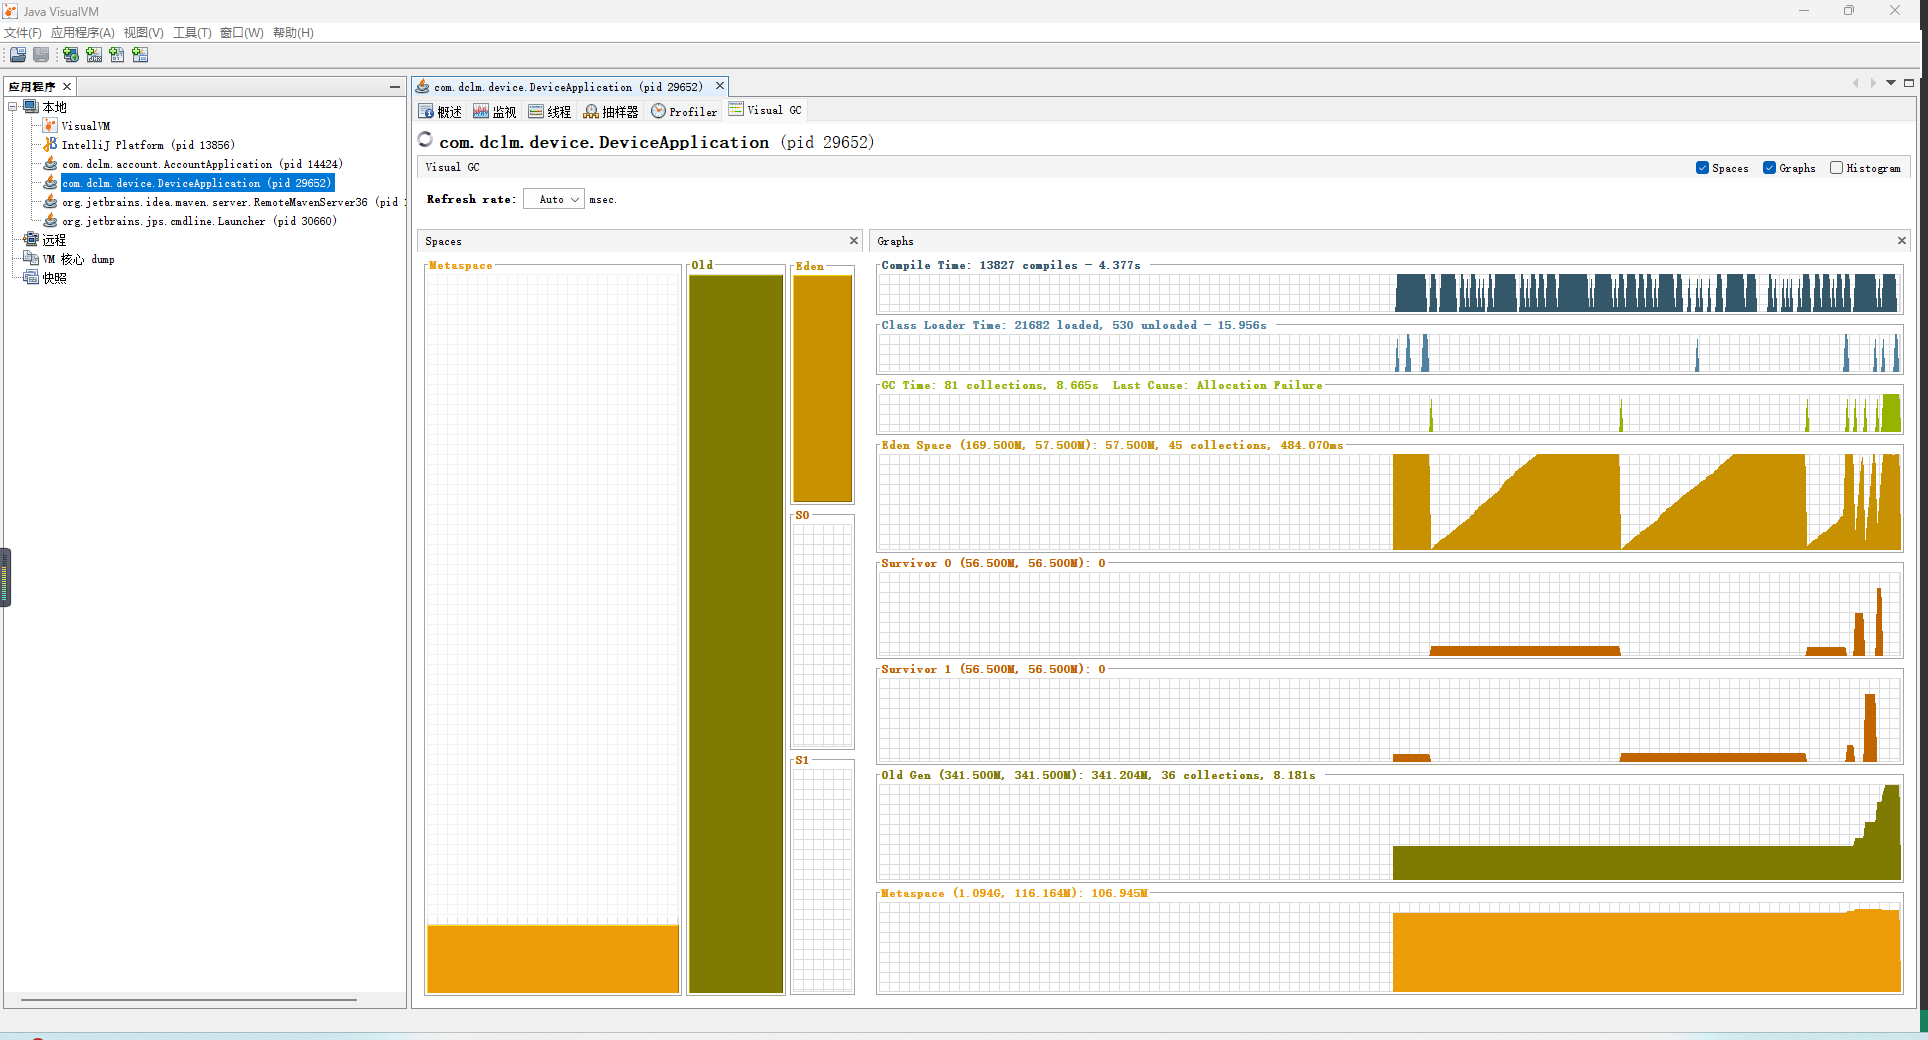 Java VisualVM
文件(F) 应用程序(A) 视图(V) 工具(T) 窗口(W) 帮助(H)
应用程序
本地
VisualVM
IntelliJ Platform (pid 13856)
com.dclm.account.AccountApplication (pid 14424)
com.dclm.device.DeviceApplication (pid 29652)
org.jetbrains.idea.maven.server.RemoteMavenServer36 (pid
org.jetbrains.jps.cmdline.Launcher (pid 30660)
远程
VM 核心 dump
快照
com.dclm.device.DeviceApplication (pid 29652)
概述 监视 线程 抽样器 Profiler Visual GC
com.dclm.device.DeviceApplication (pid 29652)
Visual GC
Spaces Graphs Histogram
Refresh rate: Auto msec.
Spaces
Metaspace
Old
Eden
S0
S1
Graphs
Compile Time: 13827 compiles - 4.377s
Class Loader Time: 21682 loaded, 530 unloaded - 15.956s
GC Time: 81 collections, 8.665s Last Cause: Allocation Failure
Eden Space (169.500M, 57.500M): 57.500M, 45 collections, 484.070ms
Survivor 0 (56.500M, 56.500M): 0
Survivor 1 (56.500M, 56.500M): 0
Old Gen (341.500M, 341.500M): 341.204M, 36 collections, 8.181s
Metaspace (1.094G, 116.164M): 106.945M